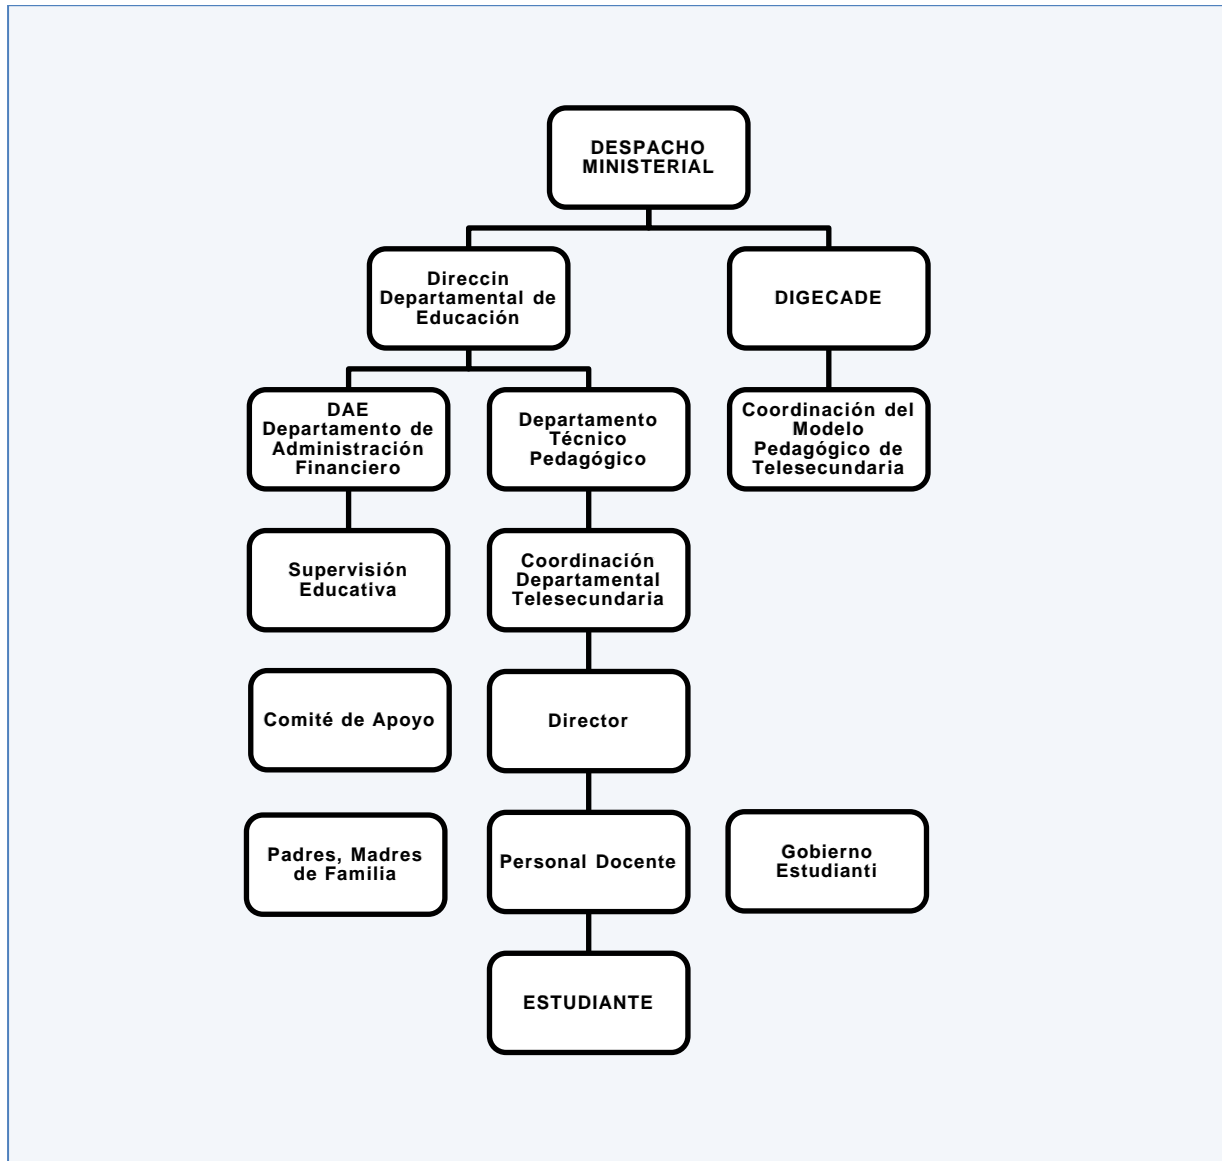 DESPACHO
MINISTERIAL
Direccin
Departamental de
Educación
DIGECADE
DAE
Departamento de
Administración
Financiero
Departamento
Técnico
Pedagógico
Coordinación del
Modelo
Pedagógico de
Telesecundaria
Supervisión
Educativa
Coordinación
Departamental
Telesecundaria
Comité de Apoyo
Director
Padres, Madres
de Familia
Personal Docente
Gobierno
Estudianti
ESTUDIANTE